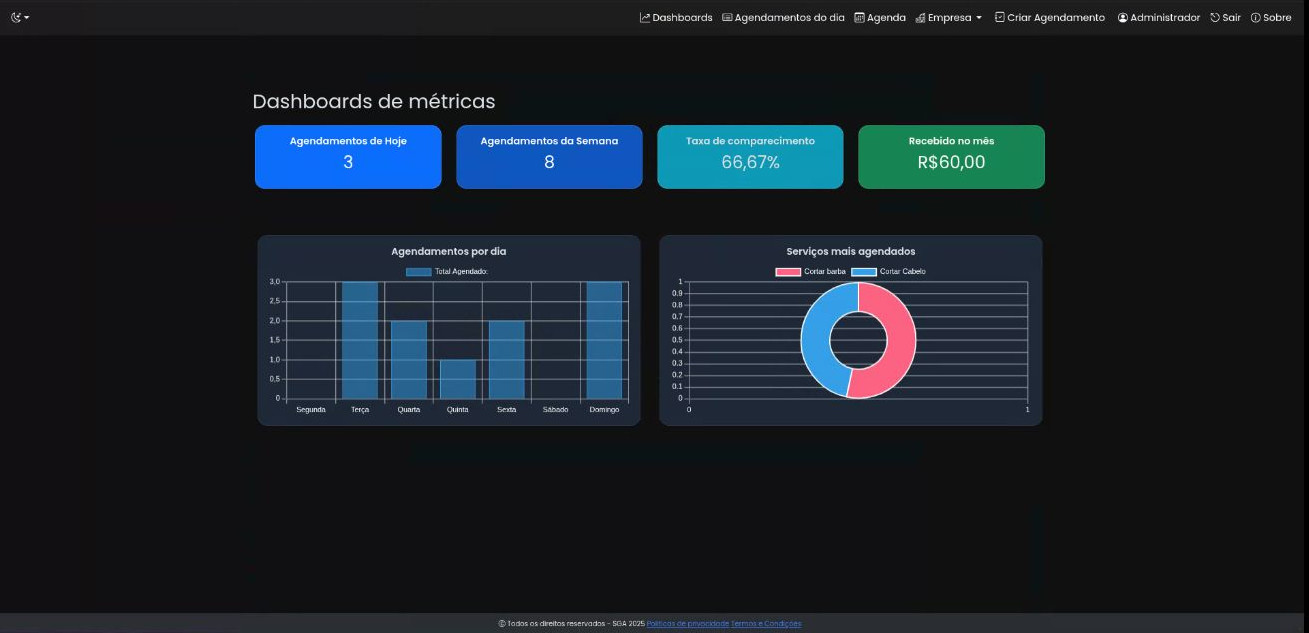 Dashboards Agendamentos do dia Agenda Empresa Criar Agendamento Administrador Sair Sobre
Dashboards de métricas
Agendamentos de Hoje
3
Agendamentos da Semana
8
Taxa de comparecimento
66,67%
Recebido no mês
R$60,00
Agendamentos por dia
Total Agendado:
3,0
2,5
2,0
1,5
1,0
0,5
0
Segunda Terça Quarta Quinta Sexta Sábado Domingo
Serviços mais agendados
Cortar barba Cortar Cabelo
1
0.9
0.8
0.7
0.6
0.5
0.4
0.3
0.2
0.1
0
0 1
© Todos os direitos reservados - SGA 2025 Políticas de privacidade Termos e Condições